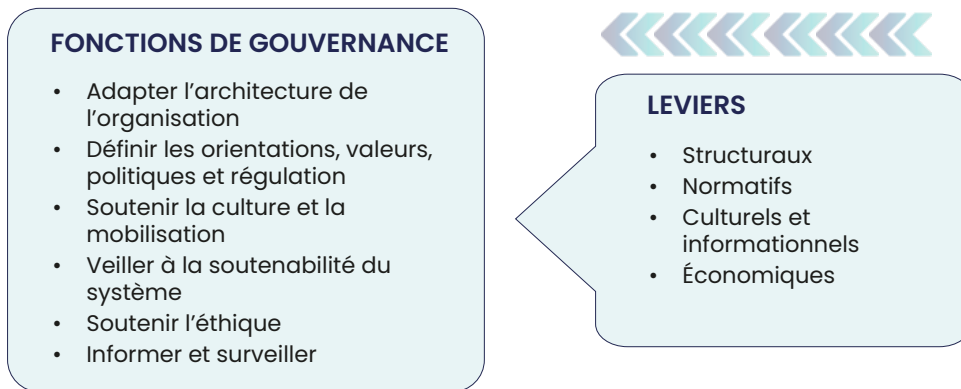 FONCTIONS DE GOUVERNANCE
• Adapter l’architecture de
l’organisation
• Définir les orientations, valeurs,
politiques et régulation
• Soutenir la culture et la
mobilisation
• Veiller à la soutenabilité du
système
• Soutenir l’éthique
• Informer et surveiller
LEVIERS
• Structuraux
• Normatifs
• Culturels et
informationnels
• Économiques